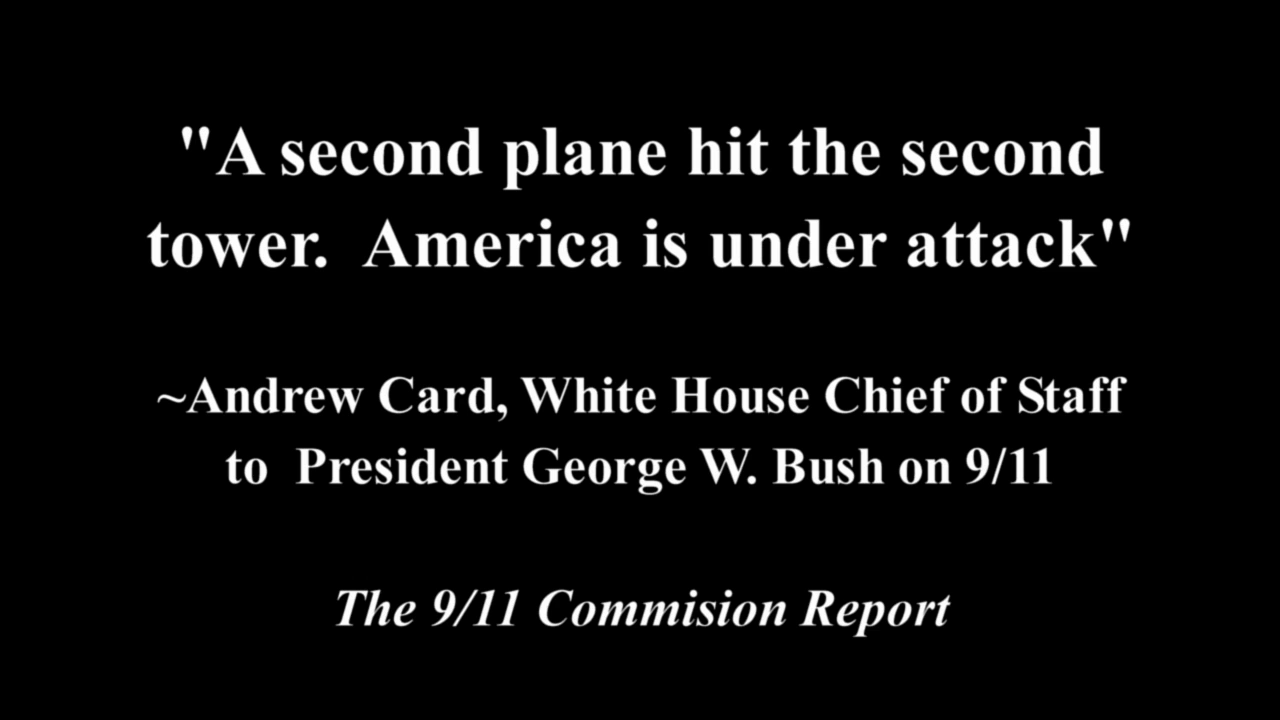 "A second plane hit the second
tower.  America is under attack"
~Andrew Card, White House Chief of Staff
to  President George W. Bush on 9/11
The 9/11 Commision Report